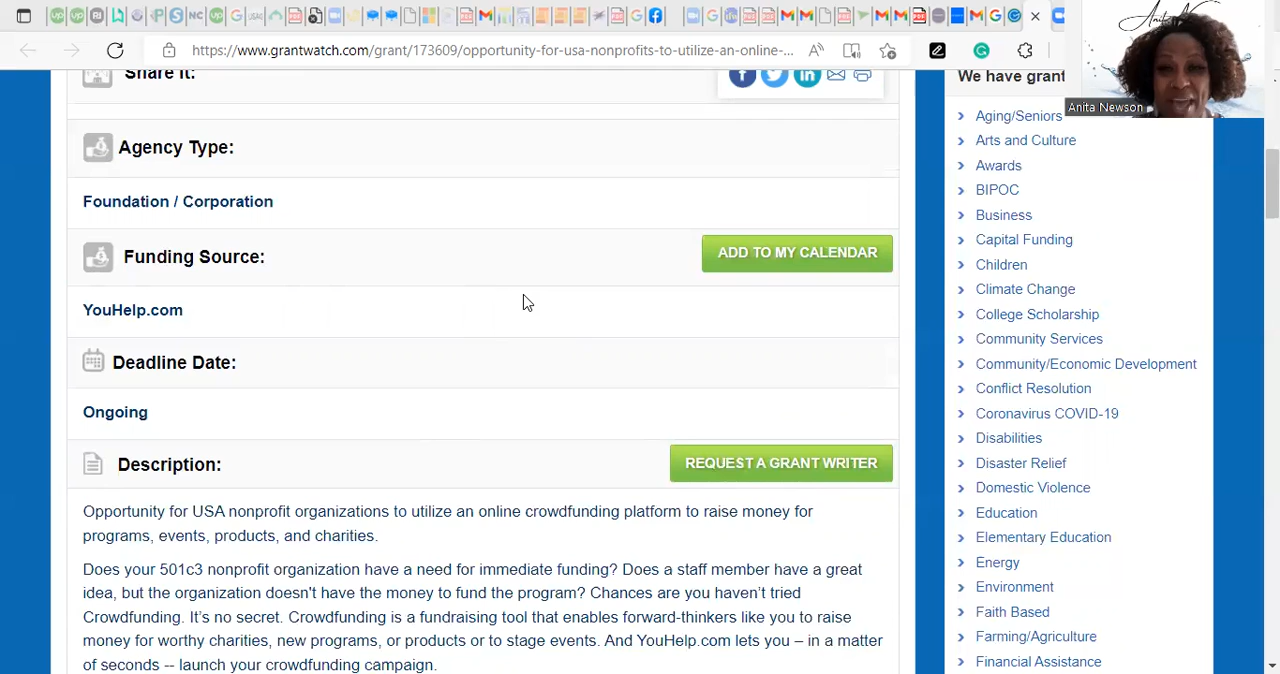 https://www.grantwatch.com/grant/173609/opportunity-for-usa-nonprofits-to-utilize-an-online-...
Share it:
Agency Type:
Foundation / Corporation
Funding Source:
ADD TO MY CALENDAR
YouHelp.com
Deadline Date:
Ongoing
Description:
REQUEST A GRANT WRITER
Opportunity for USA nonprofit organizations to utilize an online crowdfunding platform to raise money for
programs, events, products, and charities.
Does your 501c3 nonprofit organization have a need for immediate funding? Does a staff member have a great
idea, but the organization doesn't have the money to fund the program? Chances are you haven’t tried
Crowdfunding. It’s no secret. Crowdfunding is a fundraising tool that enables forward-thinkers like you to raise
money for worthy charities, new programs, or products or to stage events. And YouHelp.com lets you – in a matter
of seconds -- launch your crowdfunding campaign.
We have grant
Aging/Seniors
Arts and Culture
Awards
BIPOC
Business
Capital Funding
Children
Climate Change
College Scholarship
Community Services
Community/Economic Development
Conflict Resolution
Coronavirus COVID-19
Disabilities
Disaster Relief
Domestic Violence
Education
Elementary Education
Energy
Environment
Faith Based
Farming/Agriculture
Financial Assistance
Anita Newson